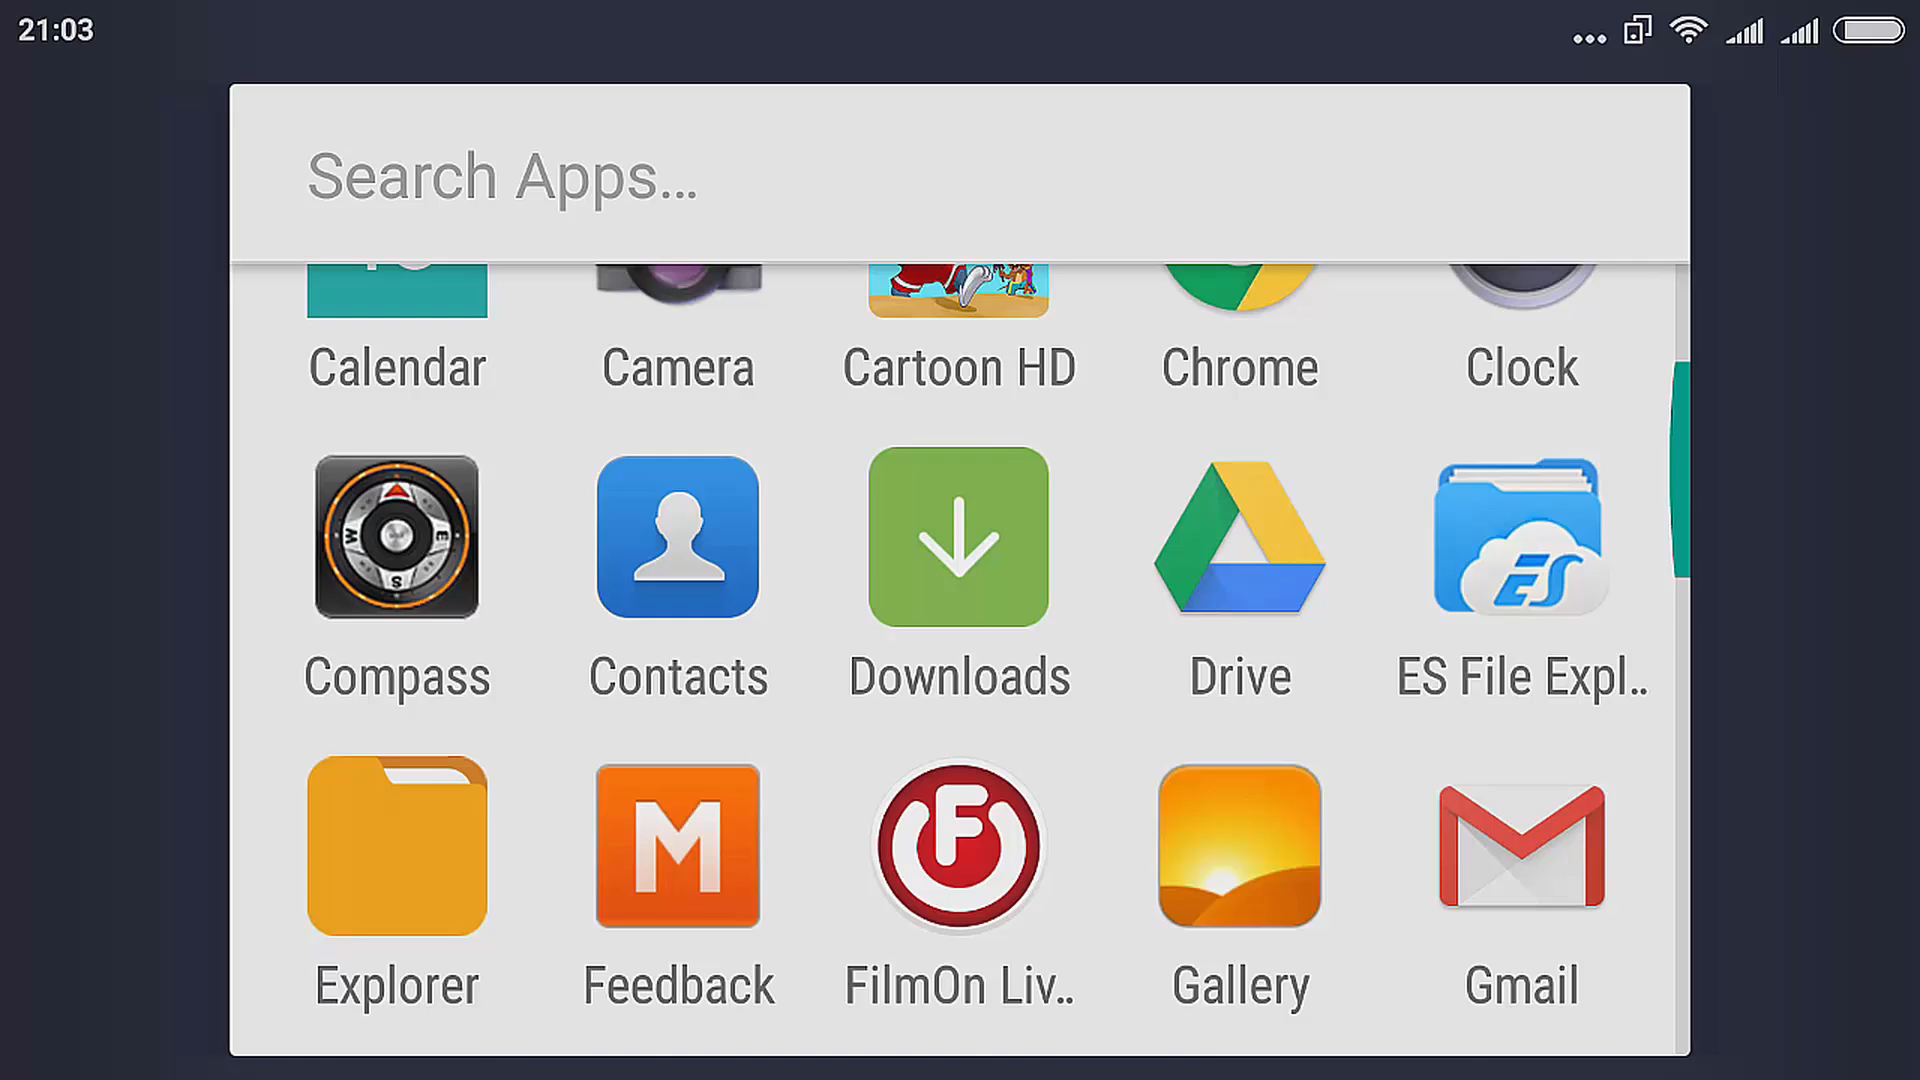 21:03
Search Apps...
Calendar Camera Cartoon HD Chrome Clock
W E S
ES
Compass Contacts Downloads Drive ES File Expl..
M F
Explorer Feedback FilmOn Liv.. Gallery Gmail